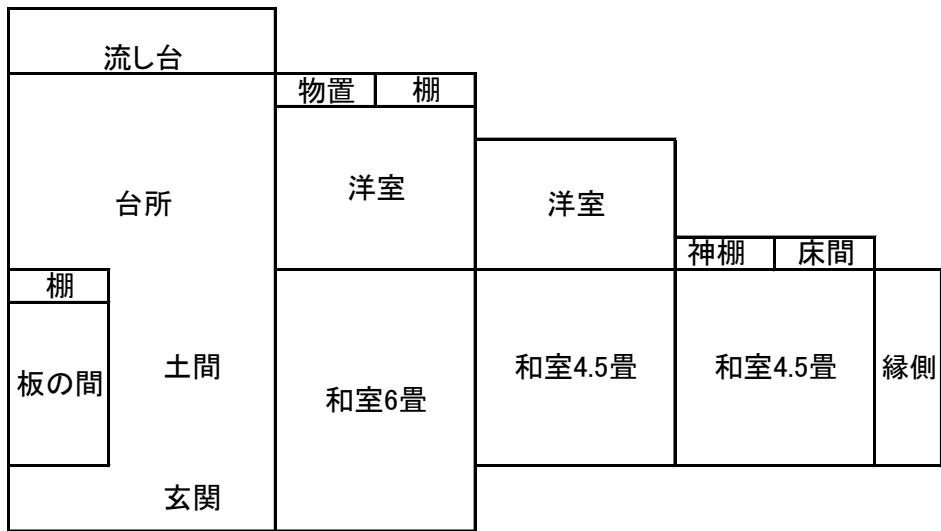 流し台
物置
棚
洋室
台所
洋室
神棚
床間
棚
板の間
土間
和室6畳
和室4.5畳
和室4.5畳
縁側
玄関